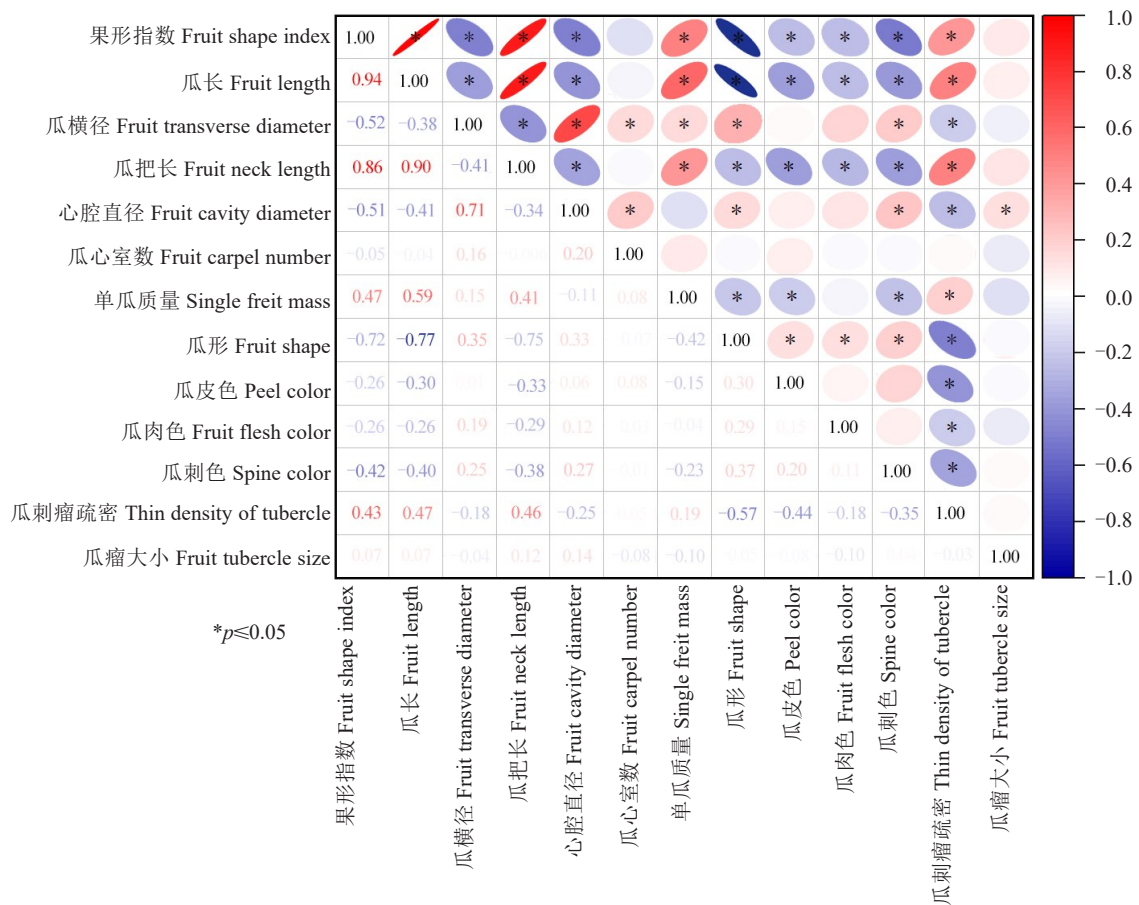 果形指数 Fruit shape index 1.00 * * * * * * * * * *
瓜长 Fruit length 0.94 1.00 * * * * * * * * *
瓜横径 Fruit transverse diameter −0.52 −0.38 1.00 * * * * * *
瓜把长 Fruit neck length 0.86 0.90 −0.41 1.00 * * * * * * *
心腔直径 Fruit cavity diameter −0.51 −0.41 0.71 −0.34 1.00 * * * * *
瓜心室数 Fruit carpel number −0.05 0.16 0.20 1.00
单瓜质量 Single freit mass 0.47 0.59 0.15 0.41 −0.11 0.08 1.00 * * * *
瓜形 Fruit shape −0.72 −0.77 0.35 −0.75 0.33 −0.42 1.00 * * * *
瓜皮色 Peel color −0.26 −0.30 −0.33 0.06 0.08 −0.15 0.30 1.00 *
瓜肉色 Fruit flesh color −0.26 −0.26 0.19 −0.29 0.12 0.29 1.00 *
瓜刺色 Spine color −0.42 −0.40 0.25 −0.38 0.27 −0.23 0.37 0.20 0.11 1.00 *
瓜刺瘤疏密 Thin density of tubercle 0.43 0.47 −0.18 0.46 −0.25 0.19 −0.57 −0.44 −0.18 −0.35 1.00
瓜瘤大小 Fruit tubercle size 0.07 0.07 −0.04 0.12 0.14 −0.08 −0.10 −0.10 −0.03 1.00
1.0
0.8
0.6
0.4
0.2
0.0
−0.2
−0.4
−0.6
−0.8
−1.0
*p≤0.05
果形指数 Fruit shape index
瓜长 Fruit length
瓜横径 Fruit transverse diameter
瓜把长 Fruit neck length
心腔直径 Fruit cavity diameter
瓜心室数 Fruit carpel number
单瓜质量 Single freit mass
瓜形 Fruit shape
瓜皮色 Peel color
瓜肉色 Fruit flesh color
瓜刺色 Spine color
瓜刺瘤疏密 Thin density of tubercle
瓜瘤大小 Fruit tubercle size